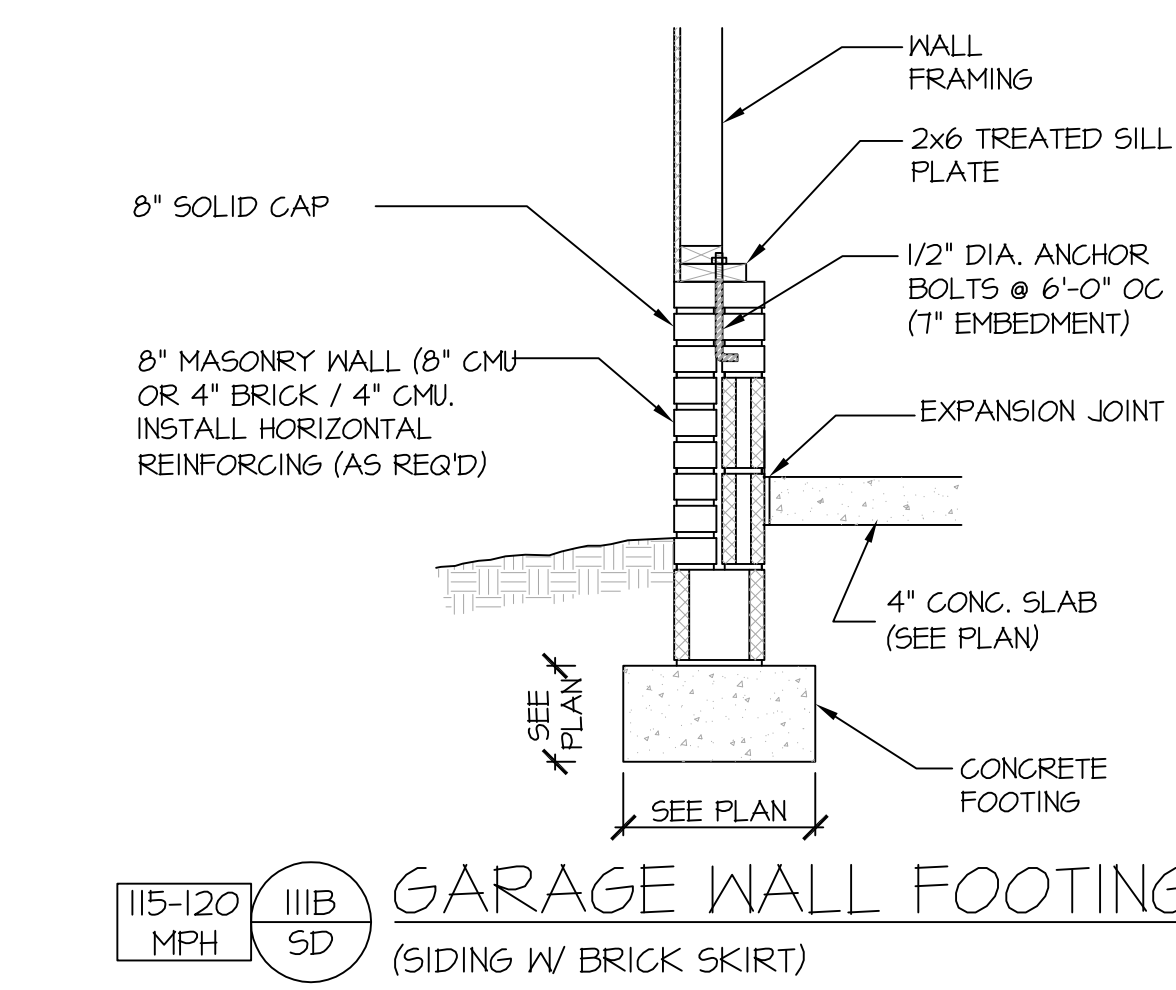 WALL
FRAMING
2x6 TREATED SILL
PLATE
8" SOLID CAP
1/2" DIA. ANCHOR
BOLTS @ 6'-0" OC
(7" EMBEDMENT)
8" MASONRY WALL (8" CMU
OR 4" BRICK / 4" CMU.
INSTALL HORIZONTAL
REINFORCING (AS REQ'D)
EXPANSION JOINT
4" CONC. SLAB
(SEE PLAN)
SEE
PLAN
CONCRETE
FOOTING
SEE PLAN
115-120
MPH
111B
SD
GARAGE WALL FOOTING
(SIDING W/ BRICK SKIRT)